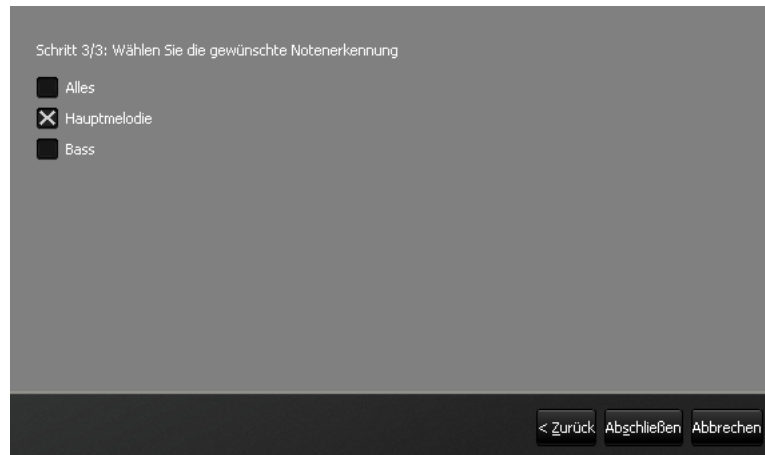 Schritt 3/3: Wählen Sie die gewünschte Notenerkennung
Alles
Hauptmelodie
Bass
< Zurück Abschließen Abbrechen